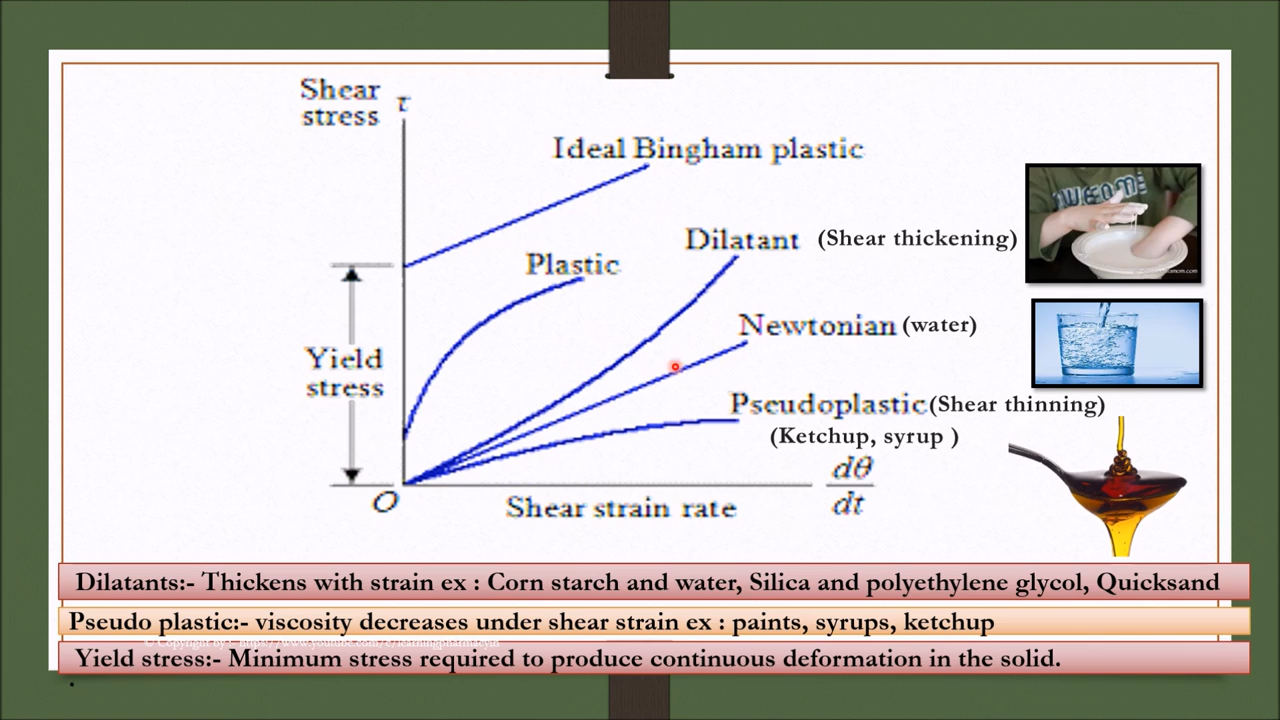 Shear
stress τ
Ideal Bingham plastic
Dilatant (Shear thickening)
Plastic
Newtonian (water)
Yield
stress
Pseudoplastic (Shear thinning)
(Ketchup, syrup )
dθ
dt
O
Shear strain rate
AWESOME
Dilatants:- Thickens with strain ex : Corn starch and water, Silica and polyethylene glycol, Quicksand
Pseudo plastic:- viscosity decreases under shear strain ex : paints, syrups, ketchup
Yield stress:- Minimum stress required to produce continuous deformation in the solid.
.